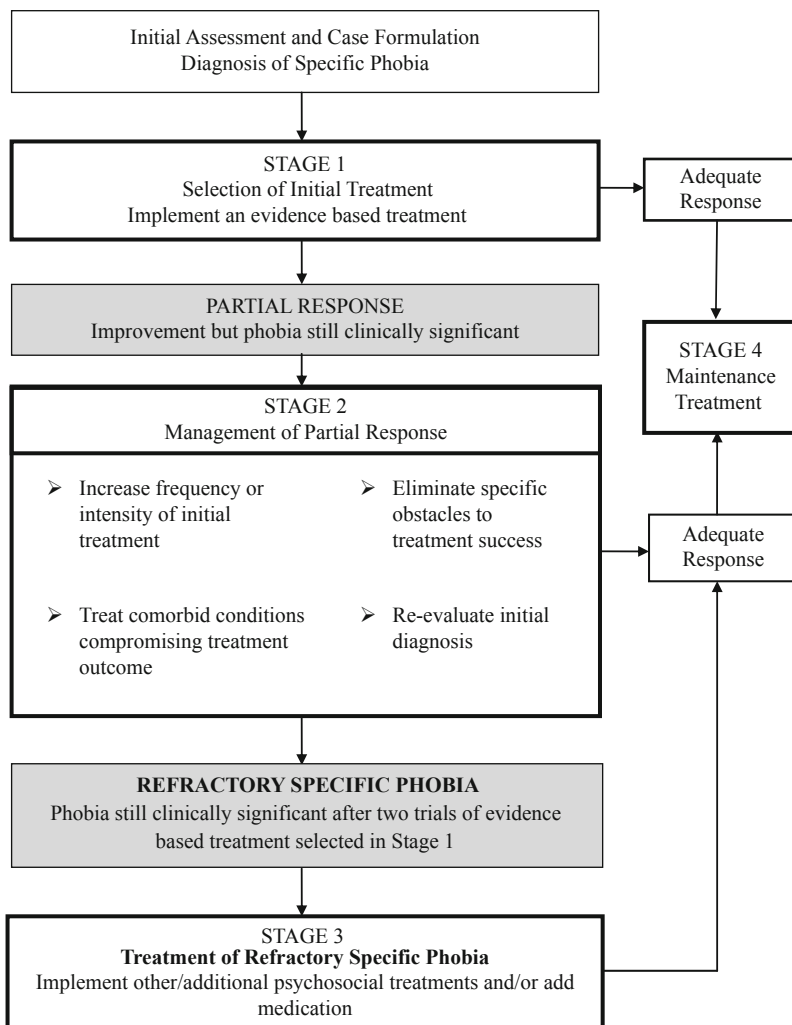 Initial Assessment and Case Formulation
Diagnosis of Specific Phobia
STAGE 1
Selection of Initial Treatment
Implement an evidence based treatment
Adequate
Response
PARTIAL RESPONSE
Improvement but phobia still clinically significant
STAGE 4
Maintenance
Treatment
STAGE 2
Management of Partial Response
➢ Increase frequency or
intensity of initial
treatment
➢ Eliminate specific
obstacles to
treatment success
➢ Treat comorbid conditions
compromising treatment
outcome
➢ Re-evaluate initial
diagnosis
Adequate
Response
REFRACTORY SPECIFIC PHOBIA
Phobia still clinically significant after two trials of evidence
based treatment selected in Stage 1
STAGE 3
Treatment of Refractory Specific Phobia
Implement other/additional psychosocial treatments and/or add
medication